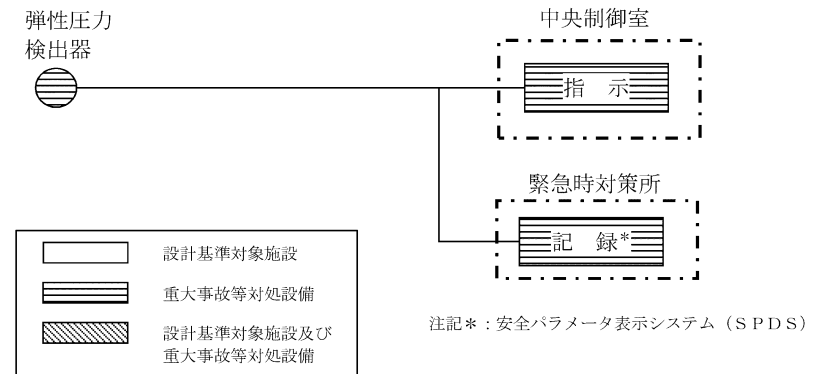 弾性圧力
検出器
中央制御室
指 示
緊急時対策所
記 録*
設計基準対象施設
重大事故等対処設備
設計基準対象施設及び
重大事故等対処設備
注記*:安全パラメータ表示システム(SPDS)